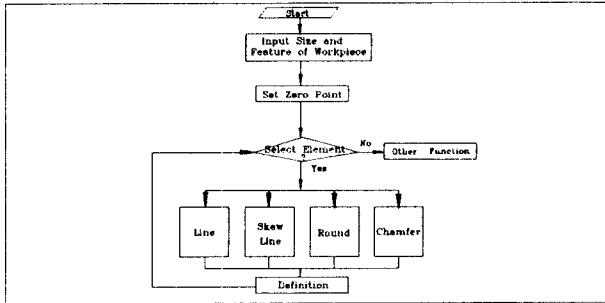 Start
Input Size and
Feature of Workpiece
Set Zero Point
Select Element
?
No
Other Function
Yes
Line
Skew
Line
Round
Chamfer
Definition